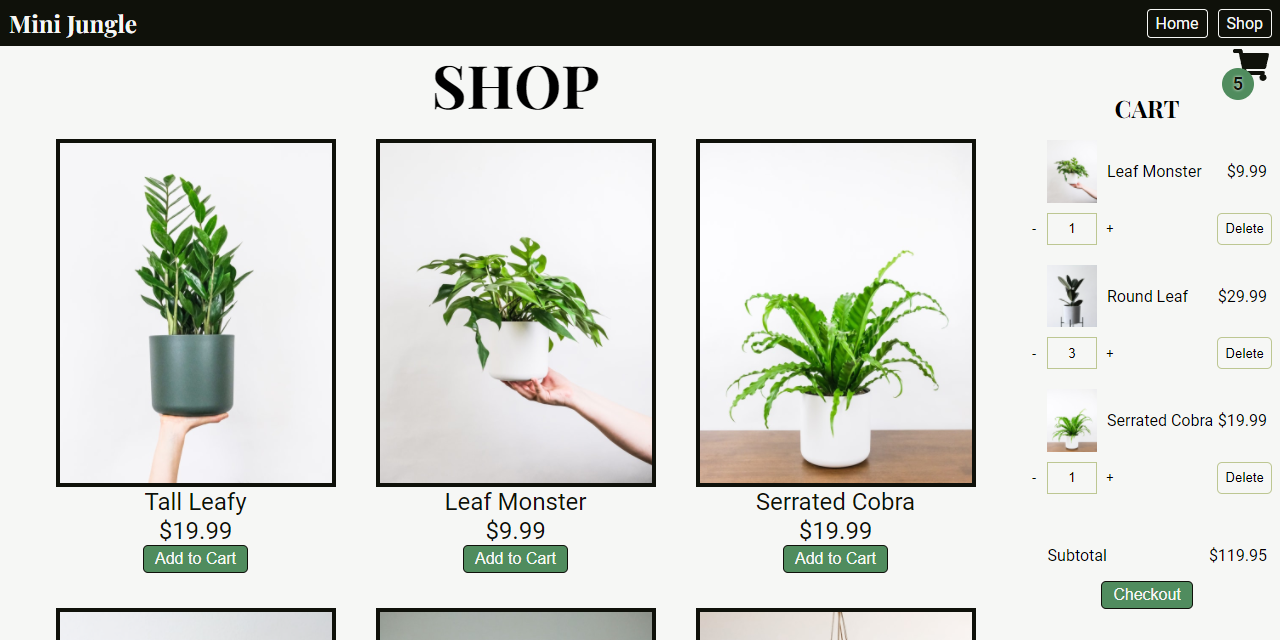 Mini Jungle
Home
Shop
5
SHOP
CART
Tall Leafy
$19.99
Add to Cart
Leaf Monster
$9.99
Add to Cart
Serrated Cobra
$19.99
Add to Cart
Leaf Monster $9.99
- 1 + Delete
Round Leaf $29.99
- 3 + Delete
Serrated Cobra $19.99
- 1 + Delete
Subtotal $119.95
Checkout